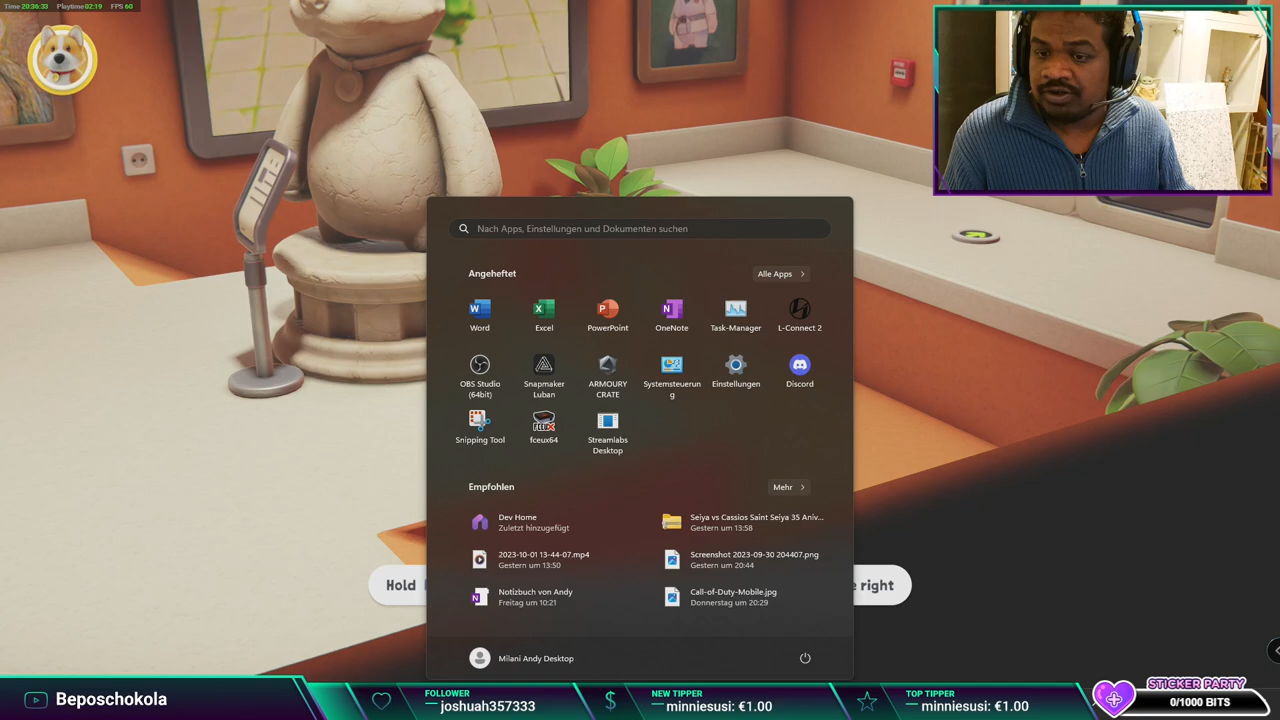 Time 20:36:33 Playtime 02:19 FPS 60
Nach Apps, Einstellungen und Dokumenten suchen
Angeheftet
Alle Apps
Word
Excel
PowerPoint
OneNote
Task-Manager
L-Connect 2
OBS Studio
(64bit)
Snapmaker
Luban
ARMOURY
CRATE
Systemsteuerun
g
Einstellungen
Discord
Snipping Tool
fceux64
Streamlabs
Desktop
Empfohlen
Mehr
Dev Home
Zuletzt hinzugefügt
Seiya vs Cassios Saint Seiya 35 Aniv...
Gestern um 13:58
2023-10-01 13-44-07.mp4
Gestern um 13:50
Screenshot 2023-09-30 204407.png
Gestern um 20:44
Notizbuch von Andy
Freitag um 10:21
Call-of-Duty-Mobile.jpg
Donnerstag um 20:29
Hold
right
Milani Andy Desktop
Beposchokola
FOLLOWER
joshuah357333
NEW TIPPER
minniesusi: €1.00
TOP TIPPER
minniesusi: €1.00
STICKER PARTY
0/1000 BITS